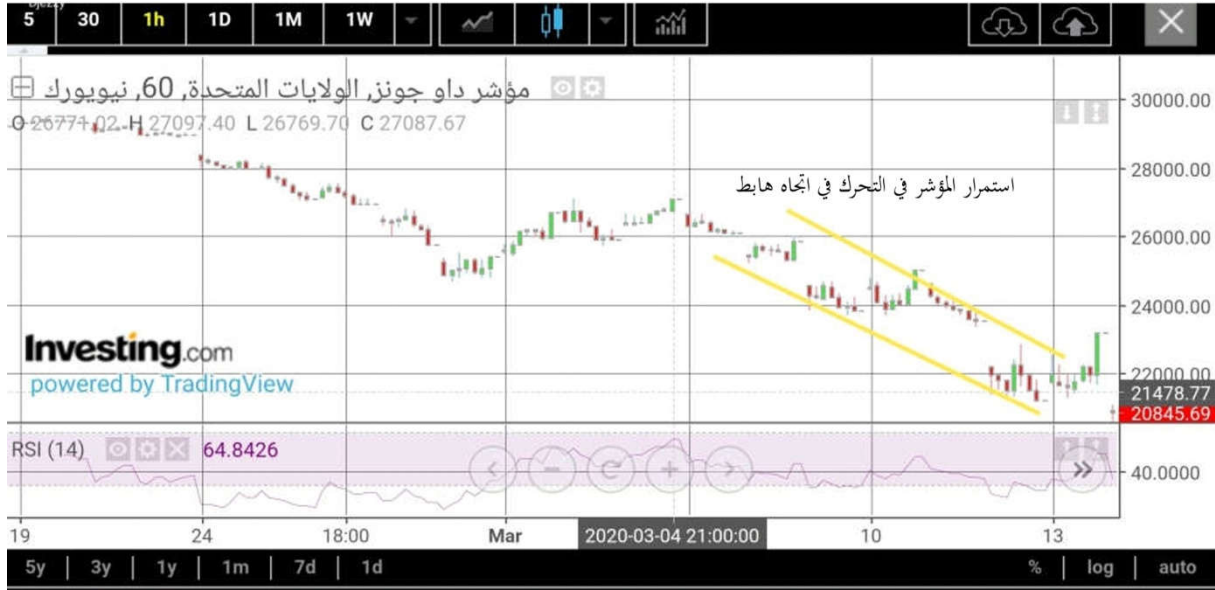 Djezzy
5 30 1h 1D 1M 1W
مؤشر داو جونز, الولايات المتحدة, 60, نيويورك
O 26771.02 H 27097.40 L 26769.70 C 27087.67
30000.00
28000.00
استمرار المؤشر في التحرك في اتجاه هابط
26000.00
24000.00
Investing.com
powered by TradingView
22000.00
21478.77
20845.69
RSI (14) 64.8426
40.0000
19 24 18:00 Mar 2020-03-04 21:00:00 10 13
5y 3y 1y 1m 7d 1d % log auto